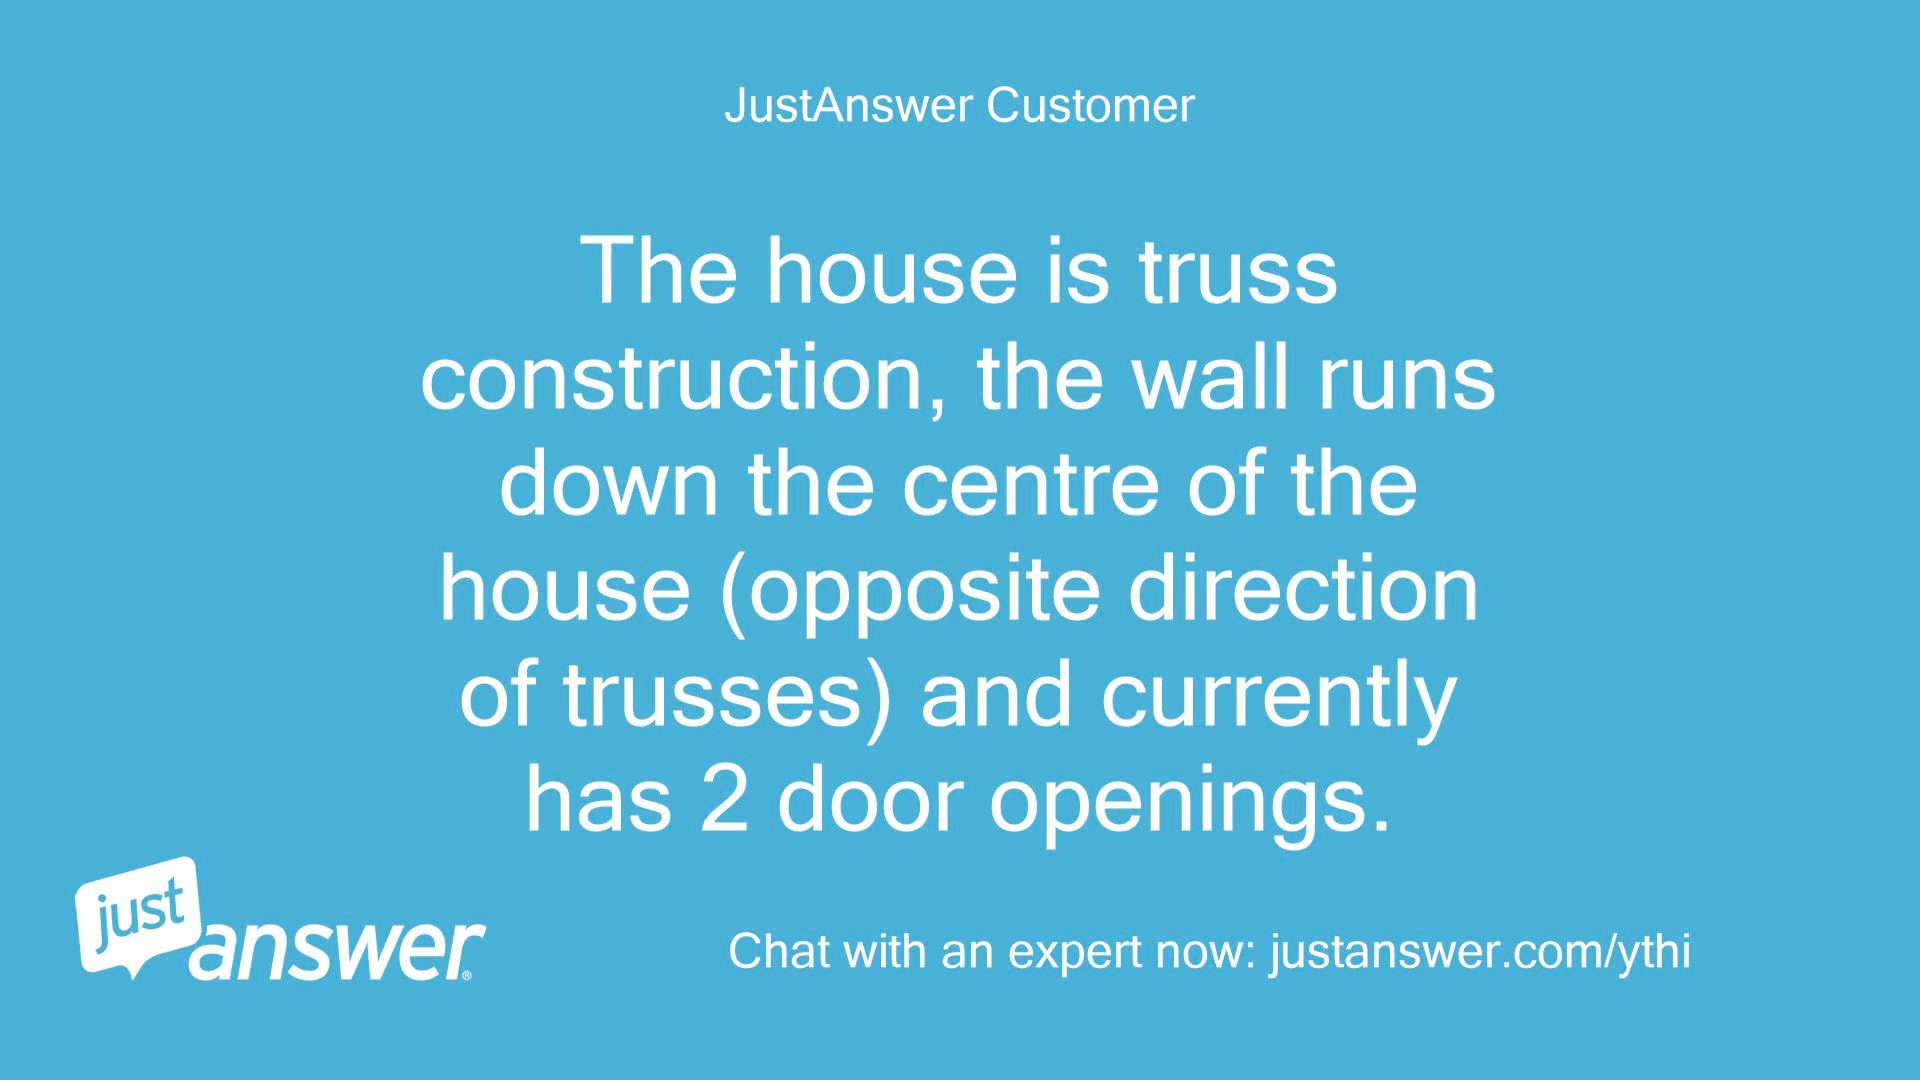 JustAnswer Customer
The house is truss
construction, the wall runs
down the centre of the
house (opposite direction
of trusses) and currently
has 2 door openings.
just
answer®
Chat with an expert now: justanswer.com/ythi